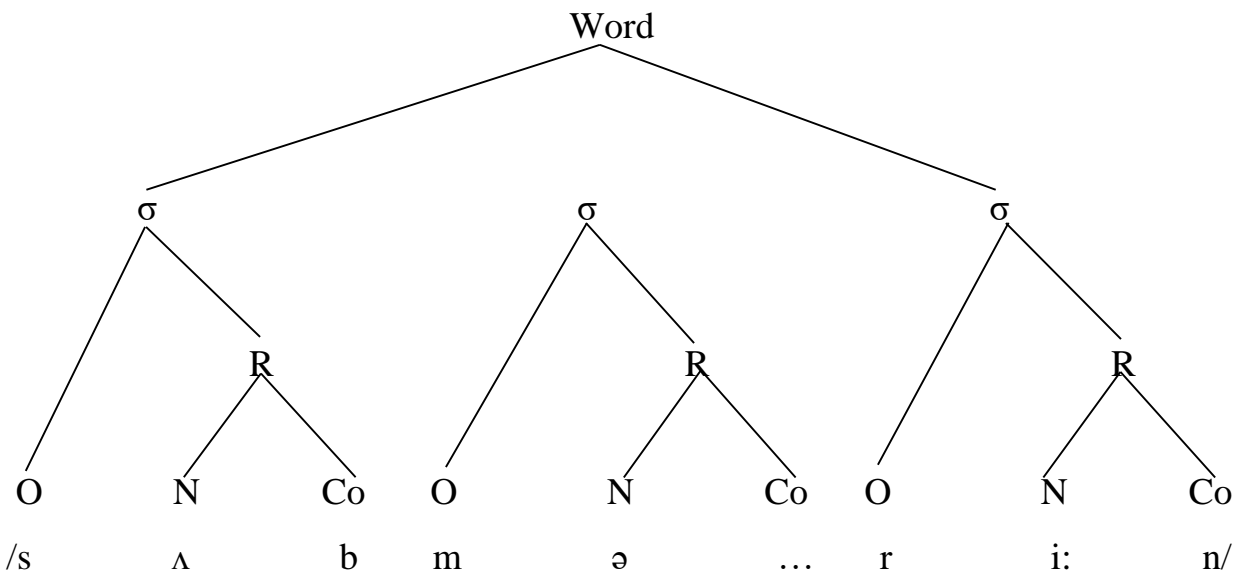 Word
σ σ σ
R R R
O N Co O N Co O N Co
/s ʌ b m ə … r i: n/